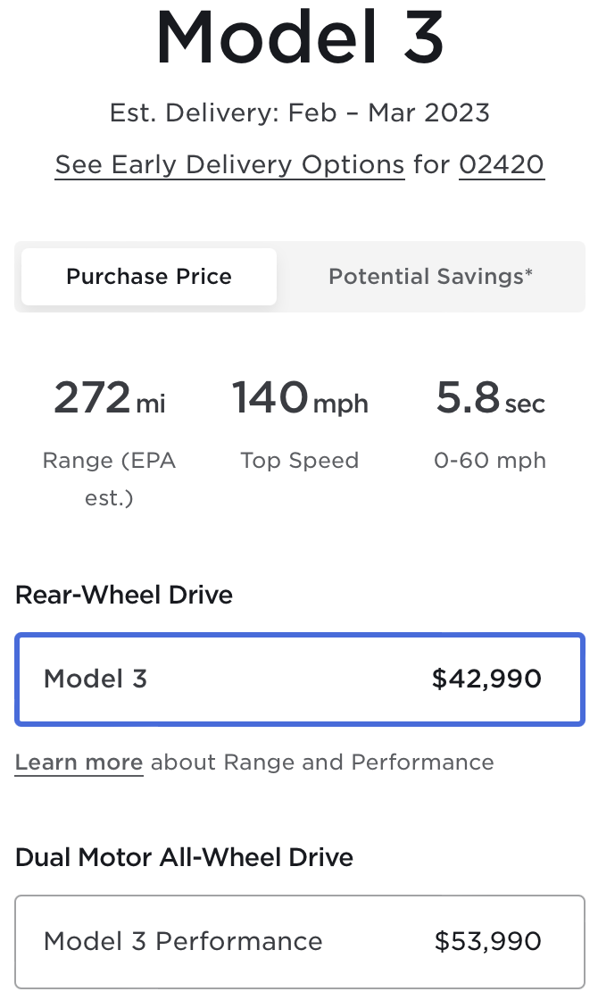 Model 3
Est. Delivery: Feb – Mar 2023
See Early Delivery Options for 02420
Purchase Price Potential Savings*
272 mi 140 mph 5.8 sec
Range (EPA est.) Top Speed 0-60 mph
Rear-Wheel Drive
Model 3 $42,990
Learn more about Range and Performance
Dual Motor All-Wheel Drive
Model 3 Performance $53,990